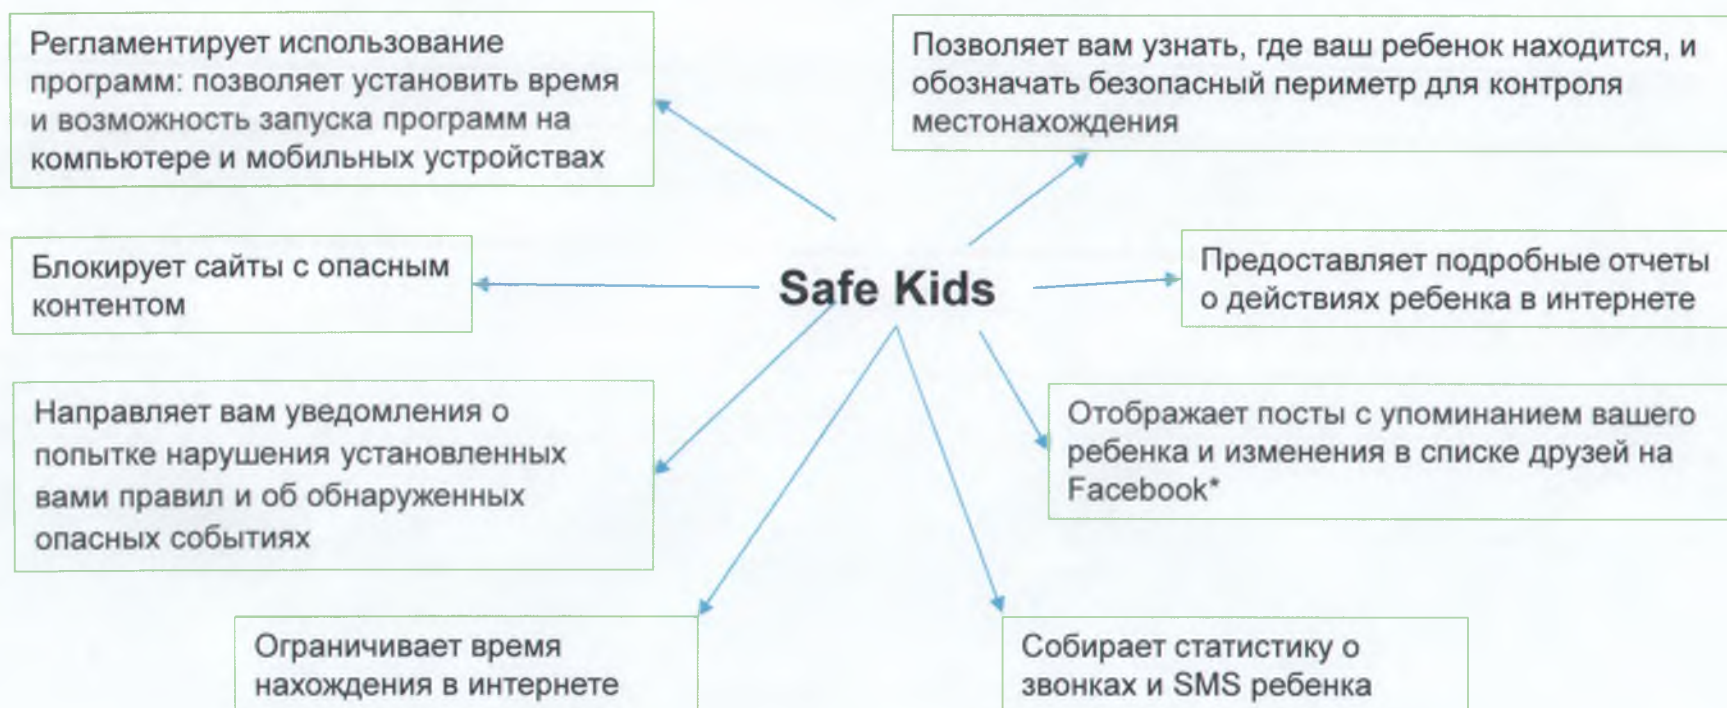 Регламентирует использование
программ: позволяет установить время
и возможность запуска программ на
компьютере и мобильных устройствах
Позволяет вам узнать, где ваш ребенок находится, и
обозначать безопасный периметр для контроля
местонахождения
Блокирует сайты с опасным
контентом
Safe Kids
Предоставляет подробные отчеты
о действиях ребенка в интернете
Направляет вам уведомления о
попытке нарушения установленных
вами правил и об обнаруженных
опасных событиях
Отображает посты с упоминанием вашего
ребенка и изменения в списке друзей на
Facebook*
Ограничивает время
нахождения в интернете
Собирает статистику о
звонках и SMS ребенка